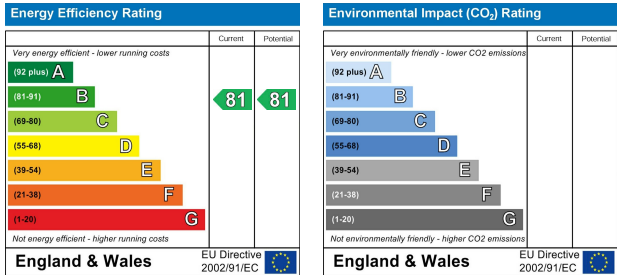 Energy Efficiency Rating
Current Potential
Very energy efficient - lower running costs
(92 plus) A
(81-91) B 81 81
(69-80) C
(55-68) D
(39-54) E
(21-38) F
(1-20) G
Not energy efficient - higher running costs
England & Wales
EU Directive
2002/91/EC
Environmental Impact (CO₂) Rating
Current Potential
Very environmentally friendly - lower CO2 emissions
(92 plus) A
(81-91) B
(69-80) C
(55-68) D
(39-54) E
(21-38) F
(1-20) G
Not environmentally friendly - higher CO2 emissions
England & Wales
EU Directive
2002/91/EC